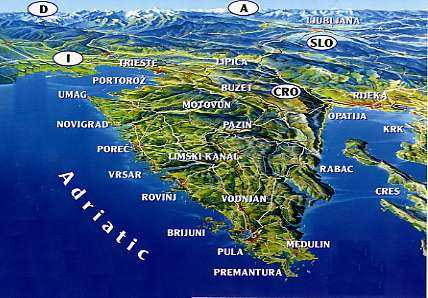 D
A
LJUBLJANA
SLO
I
TRIESTE
LIPICA
PORTOROŽ
BUZET
CRO
RIJEKA
UMAG
MOTOVUN
OPATIJA
NOVIGRAD
PAZIN
KRK
POREČ
LIMSKI KANAL
VRSAR
RABAC
CRES
ROVINJ
VODNJAN
Adriatic
BRIJUNI
PULA
MEDULIN
PREMANTURA